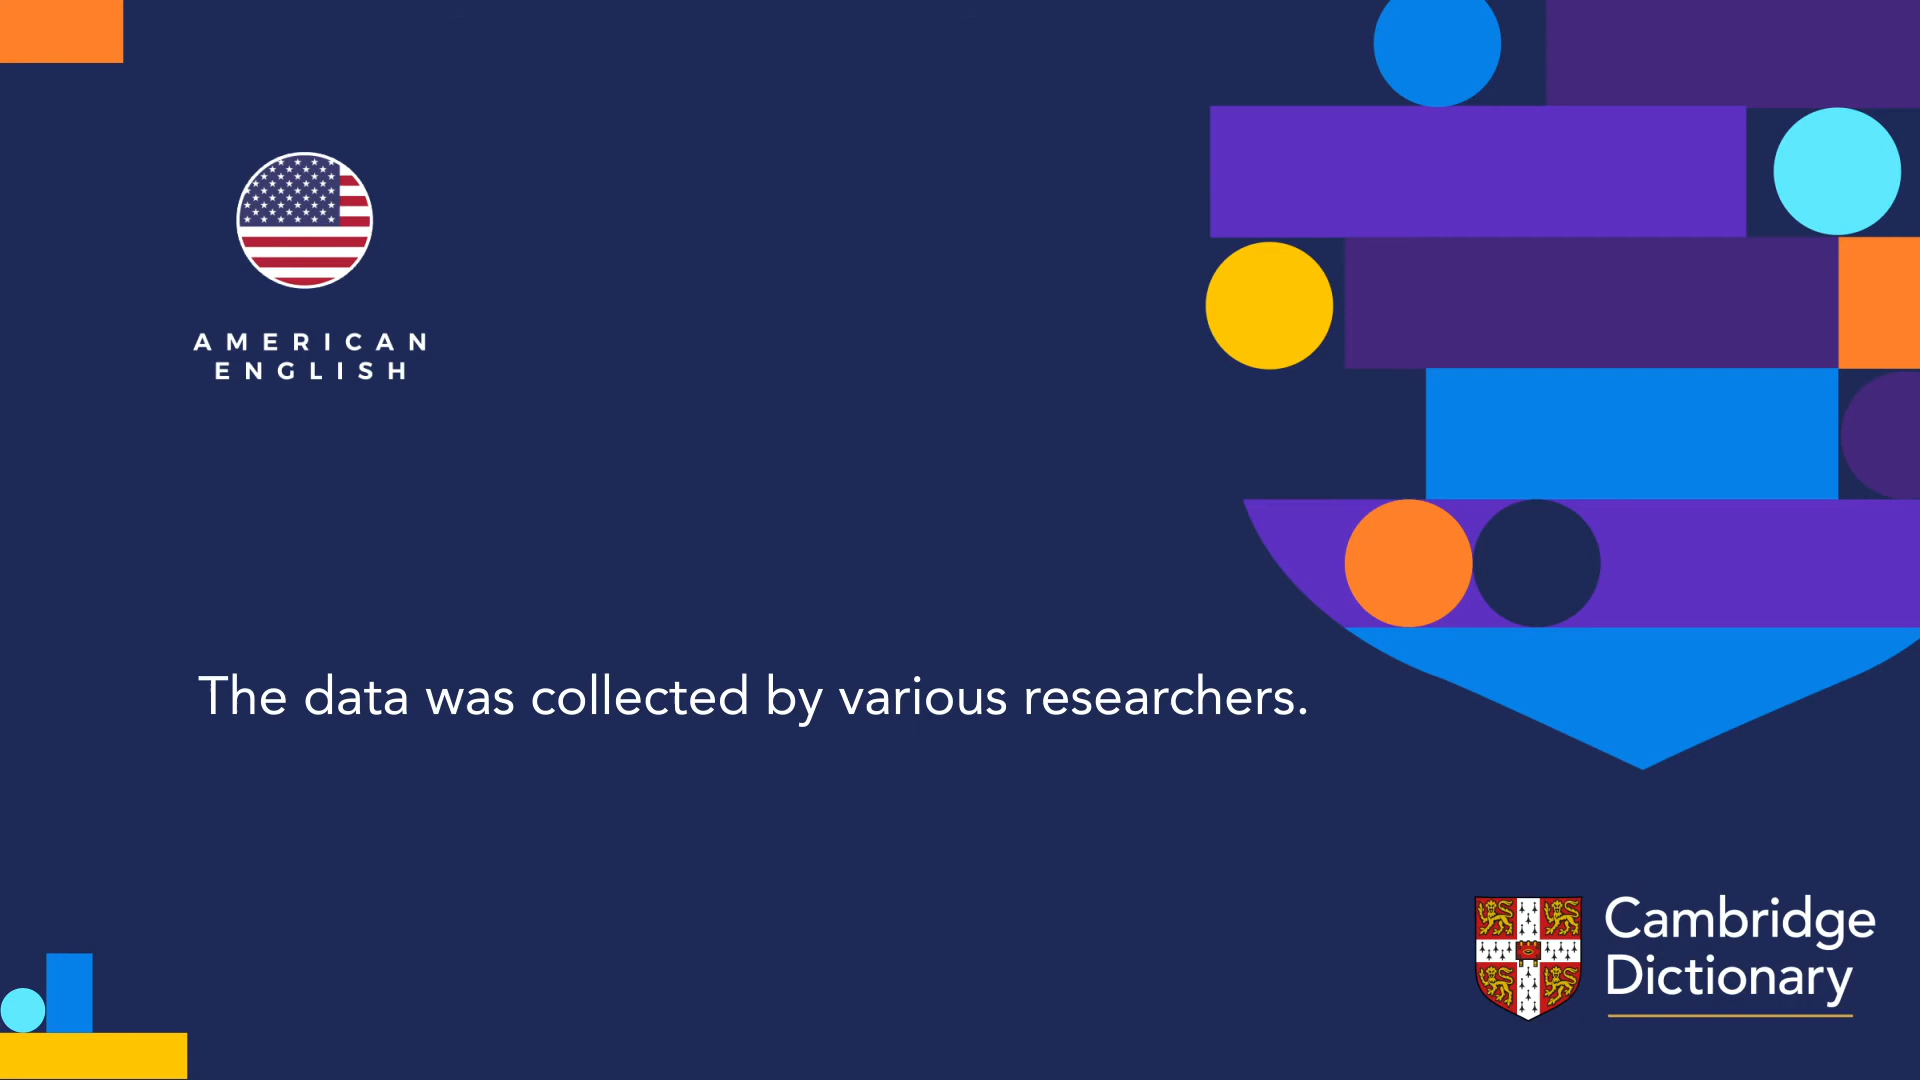 AMERICAN
ENGLISH
The data was collected by various researchers.
Cambridge
Dictionary